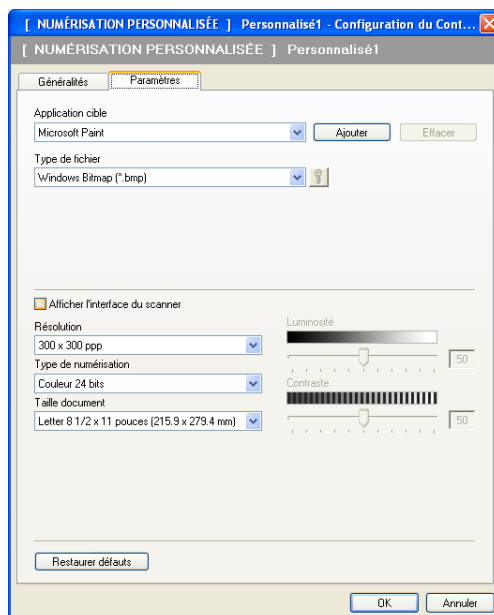 [ NUMÉRISATION PERSONNALISÉE ] Personnalisé1 - Configuration du Cont...
[ NUMÉRISATION PERSONNALISÉE ] Personnalisé1
Généralités Paramètres
Application cible
Microsoft Paint Ajouter Effacer
Type de fichier
Windows Bitmap (*.bmp)
Afficher l'interface du scanner
Résolution Luminosité
300 x 300 ppp 50
Type de numérisation
Couleur 24 bits Contraste
Taille document
Letter 8 1/2 x 11 pouces (215.9 x 279.4 mm) 50
Restaurer défauts
OK Annuler